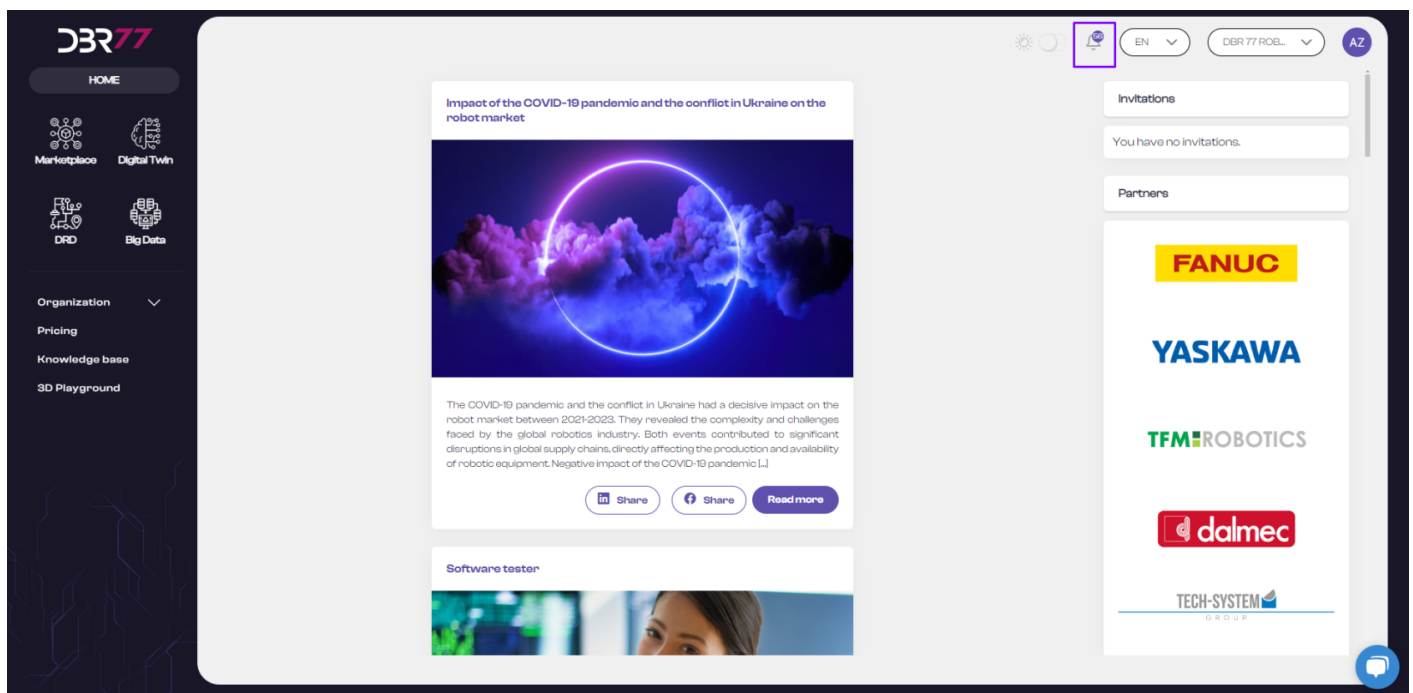 DBR77
HOME
Marketplace
Digital Twin
DRD
Big Data
Organization
Pricing
Knowledge base
3D Playground
56
EN
DBR 77 ROB...
AZ
Impact of the COVID-19 pandemic and the conflict in Ukraine on the
robot market
The COVID-19 pandemic and the conflict in Ukraine had a decisive impact on the
robot market between 2021-2023. They revealed the complexity and challenges
faced by the global robotics industry. Both events contributed to significant
disruptions in global supply chains, directly affecting the production and availability
of robotic equipment. Negative impact of the COVID-19 pandemic [...]
Share
Share
Read more
Software tester
Invitations
You have no invitations.
Partners
FANUC
YASKAWA
TFM ROBOTICS
dalmec
TECH-SYSTEM
GROUP